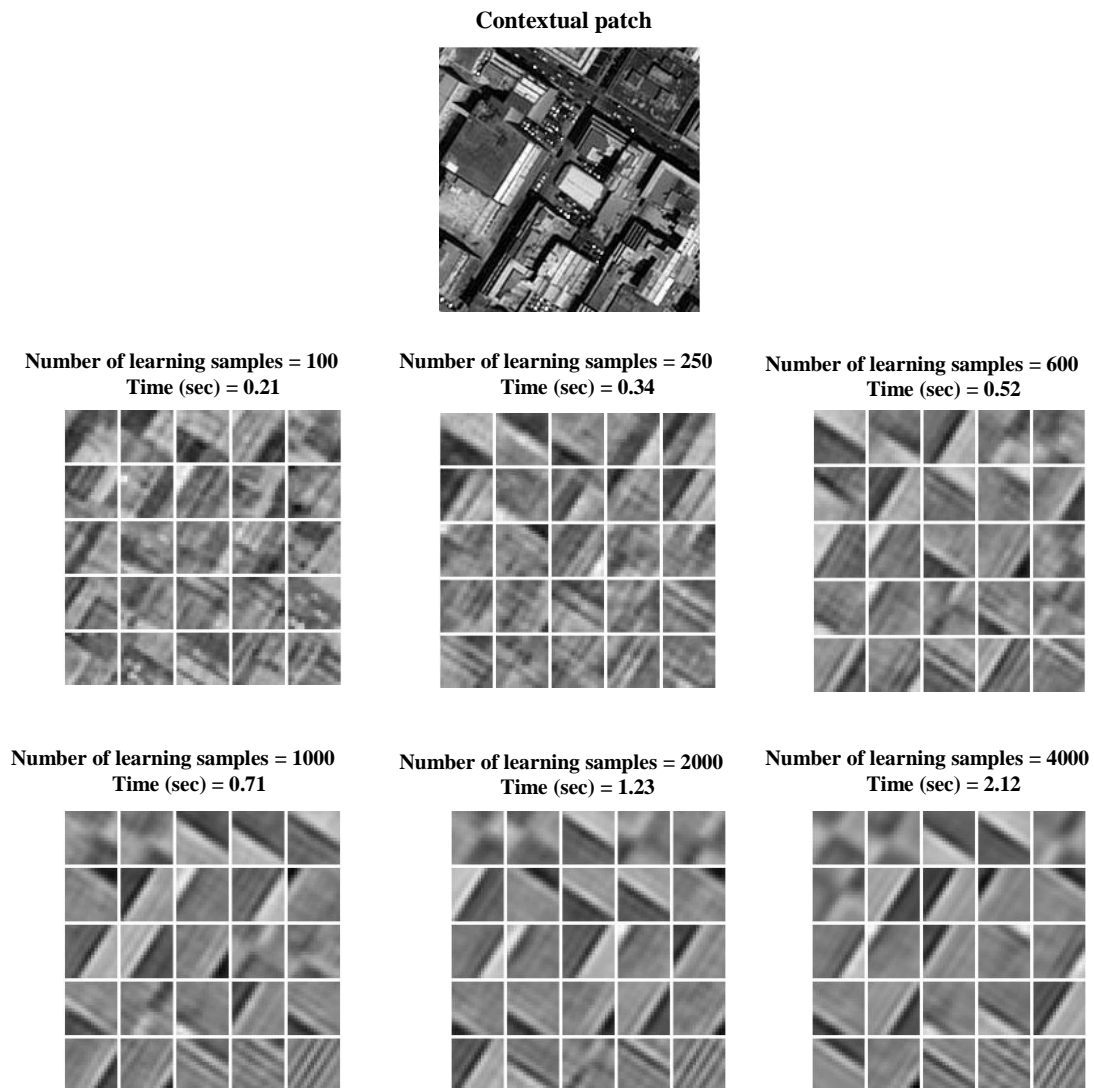 Contextual patch
Number of learning samples = 100
Time (sec) = 0.21
Number of learning samples = 250
Time (sec) = 0.34
Number of learning samples = 600
Time (sec) = 0.52
Number of learning samples = 1000
Time (sec) = 0.71
Number of learning samples = 2000
Time (sec) = 1.23
Number of learning samples = 4000
Time (sec) = 2.12